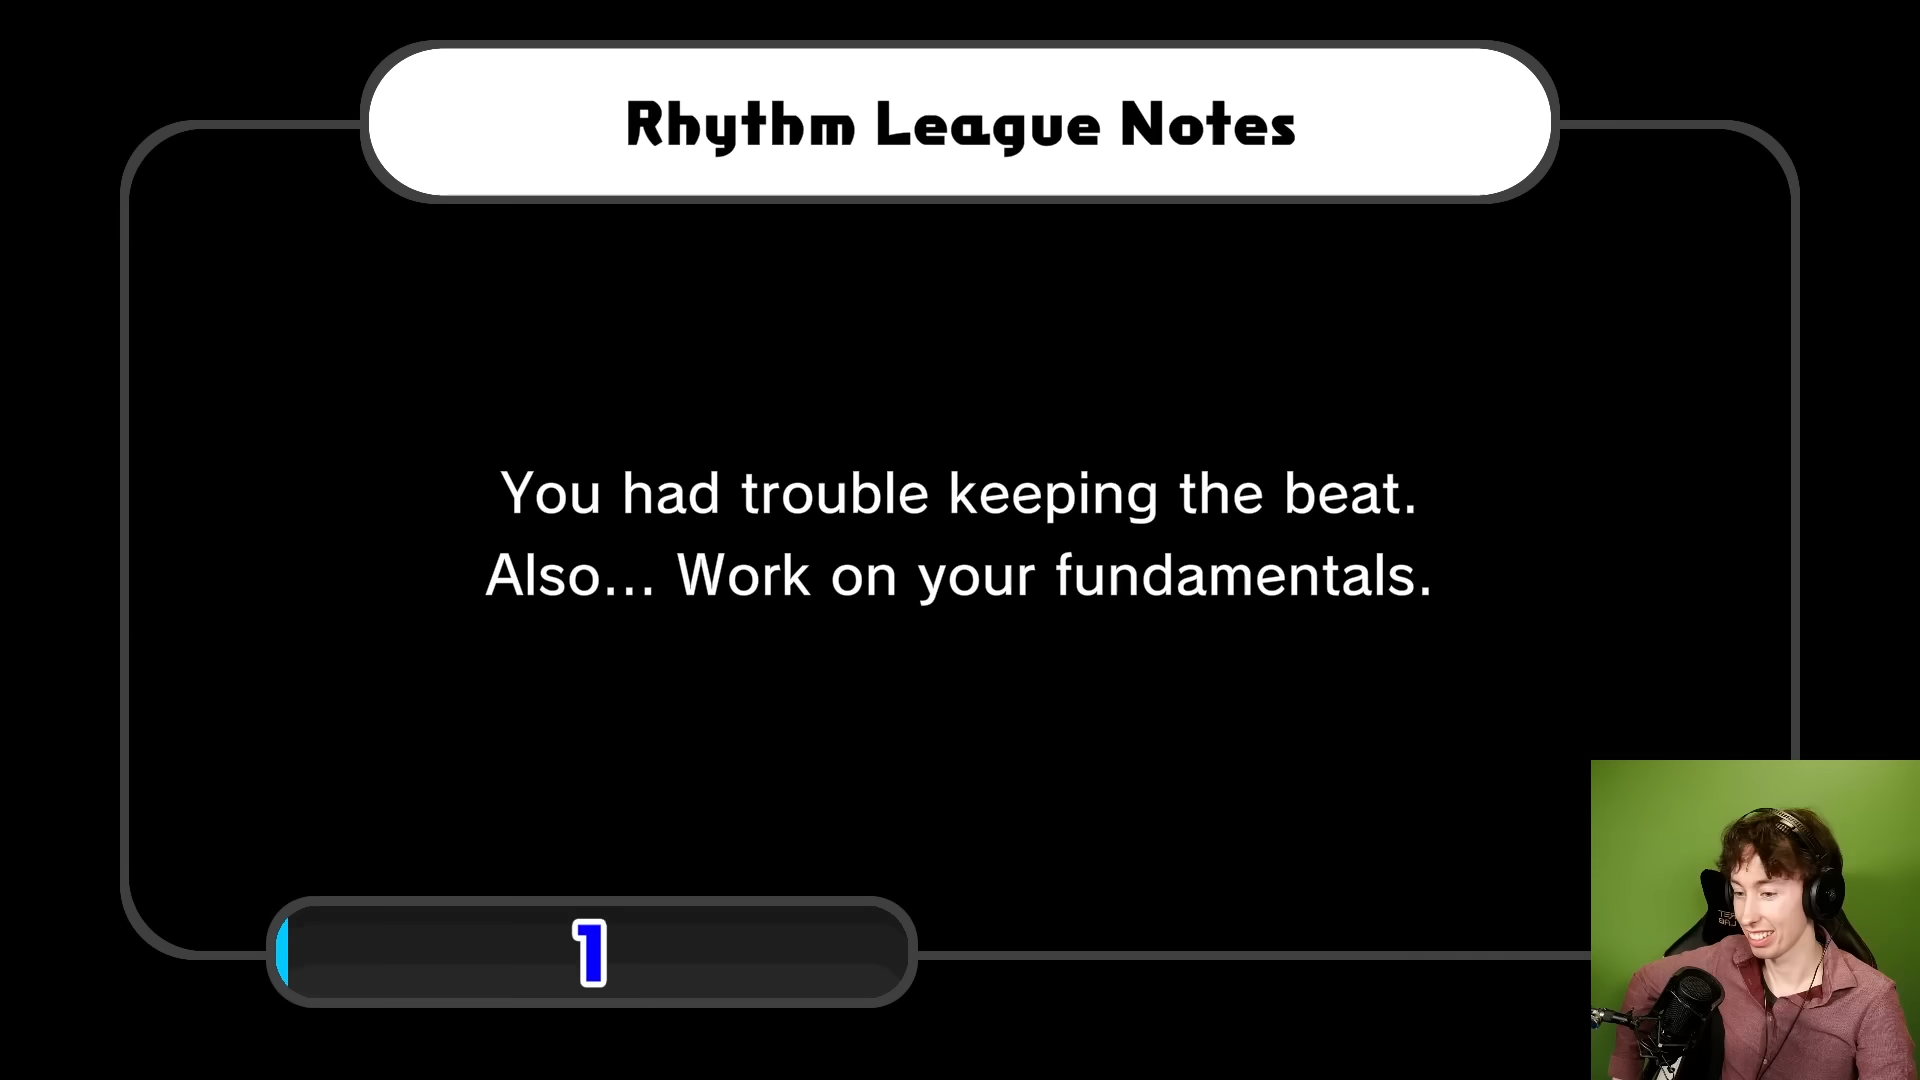 Rhythm League Notes
You had trouble keeping the beat.
Also... Work on your fundamentals.
1